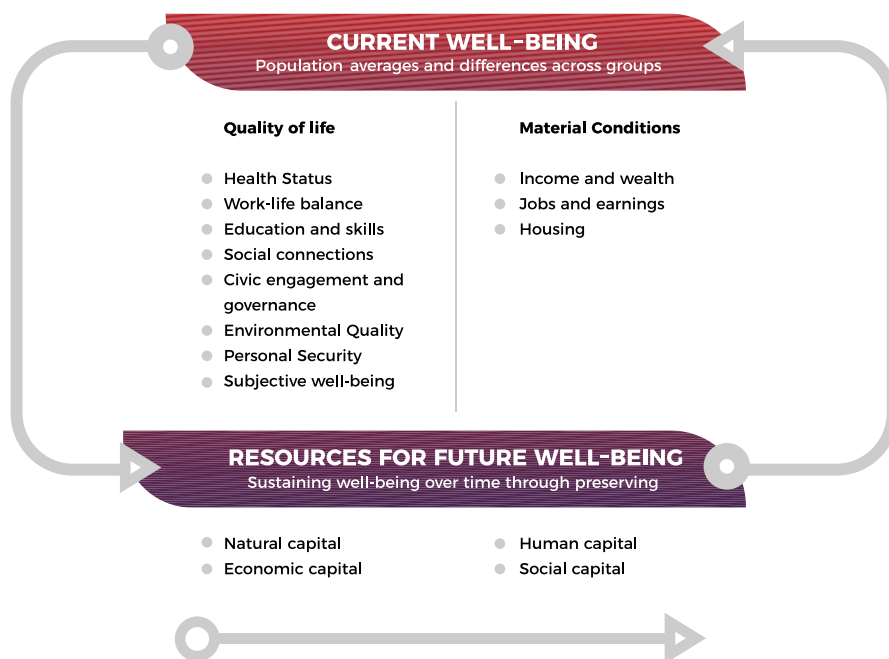 CURRENT WELL-BEING
Population averages and differences across groups
Quality of life
Health Status
Work-life balance
Education and skills
Social connections
Civic engagement and
governance
Environmental Quality
Personal Security
Subjective well-being
Material Conditions
Income and wealth
Jobs and earnings
Housing
RESOURCES FOR FUTURE WELL-BEING
Sustaining well-being over time through preserving
Natural capital
Economic capital
Human capital
Social capital